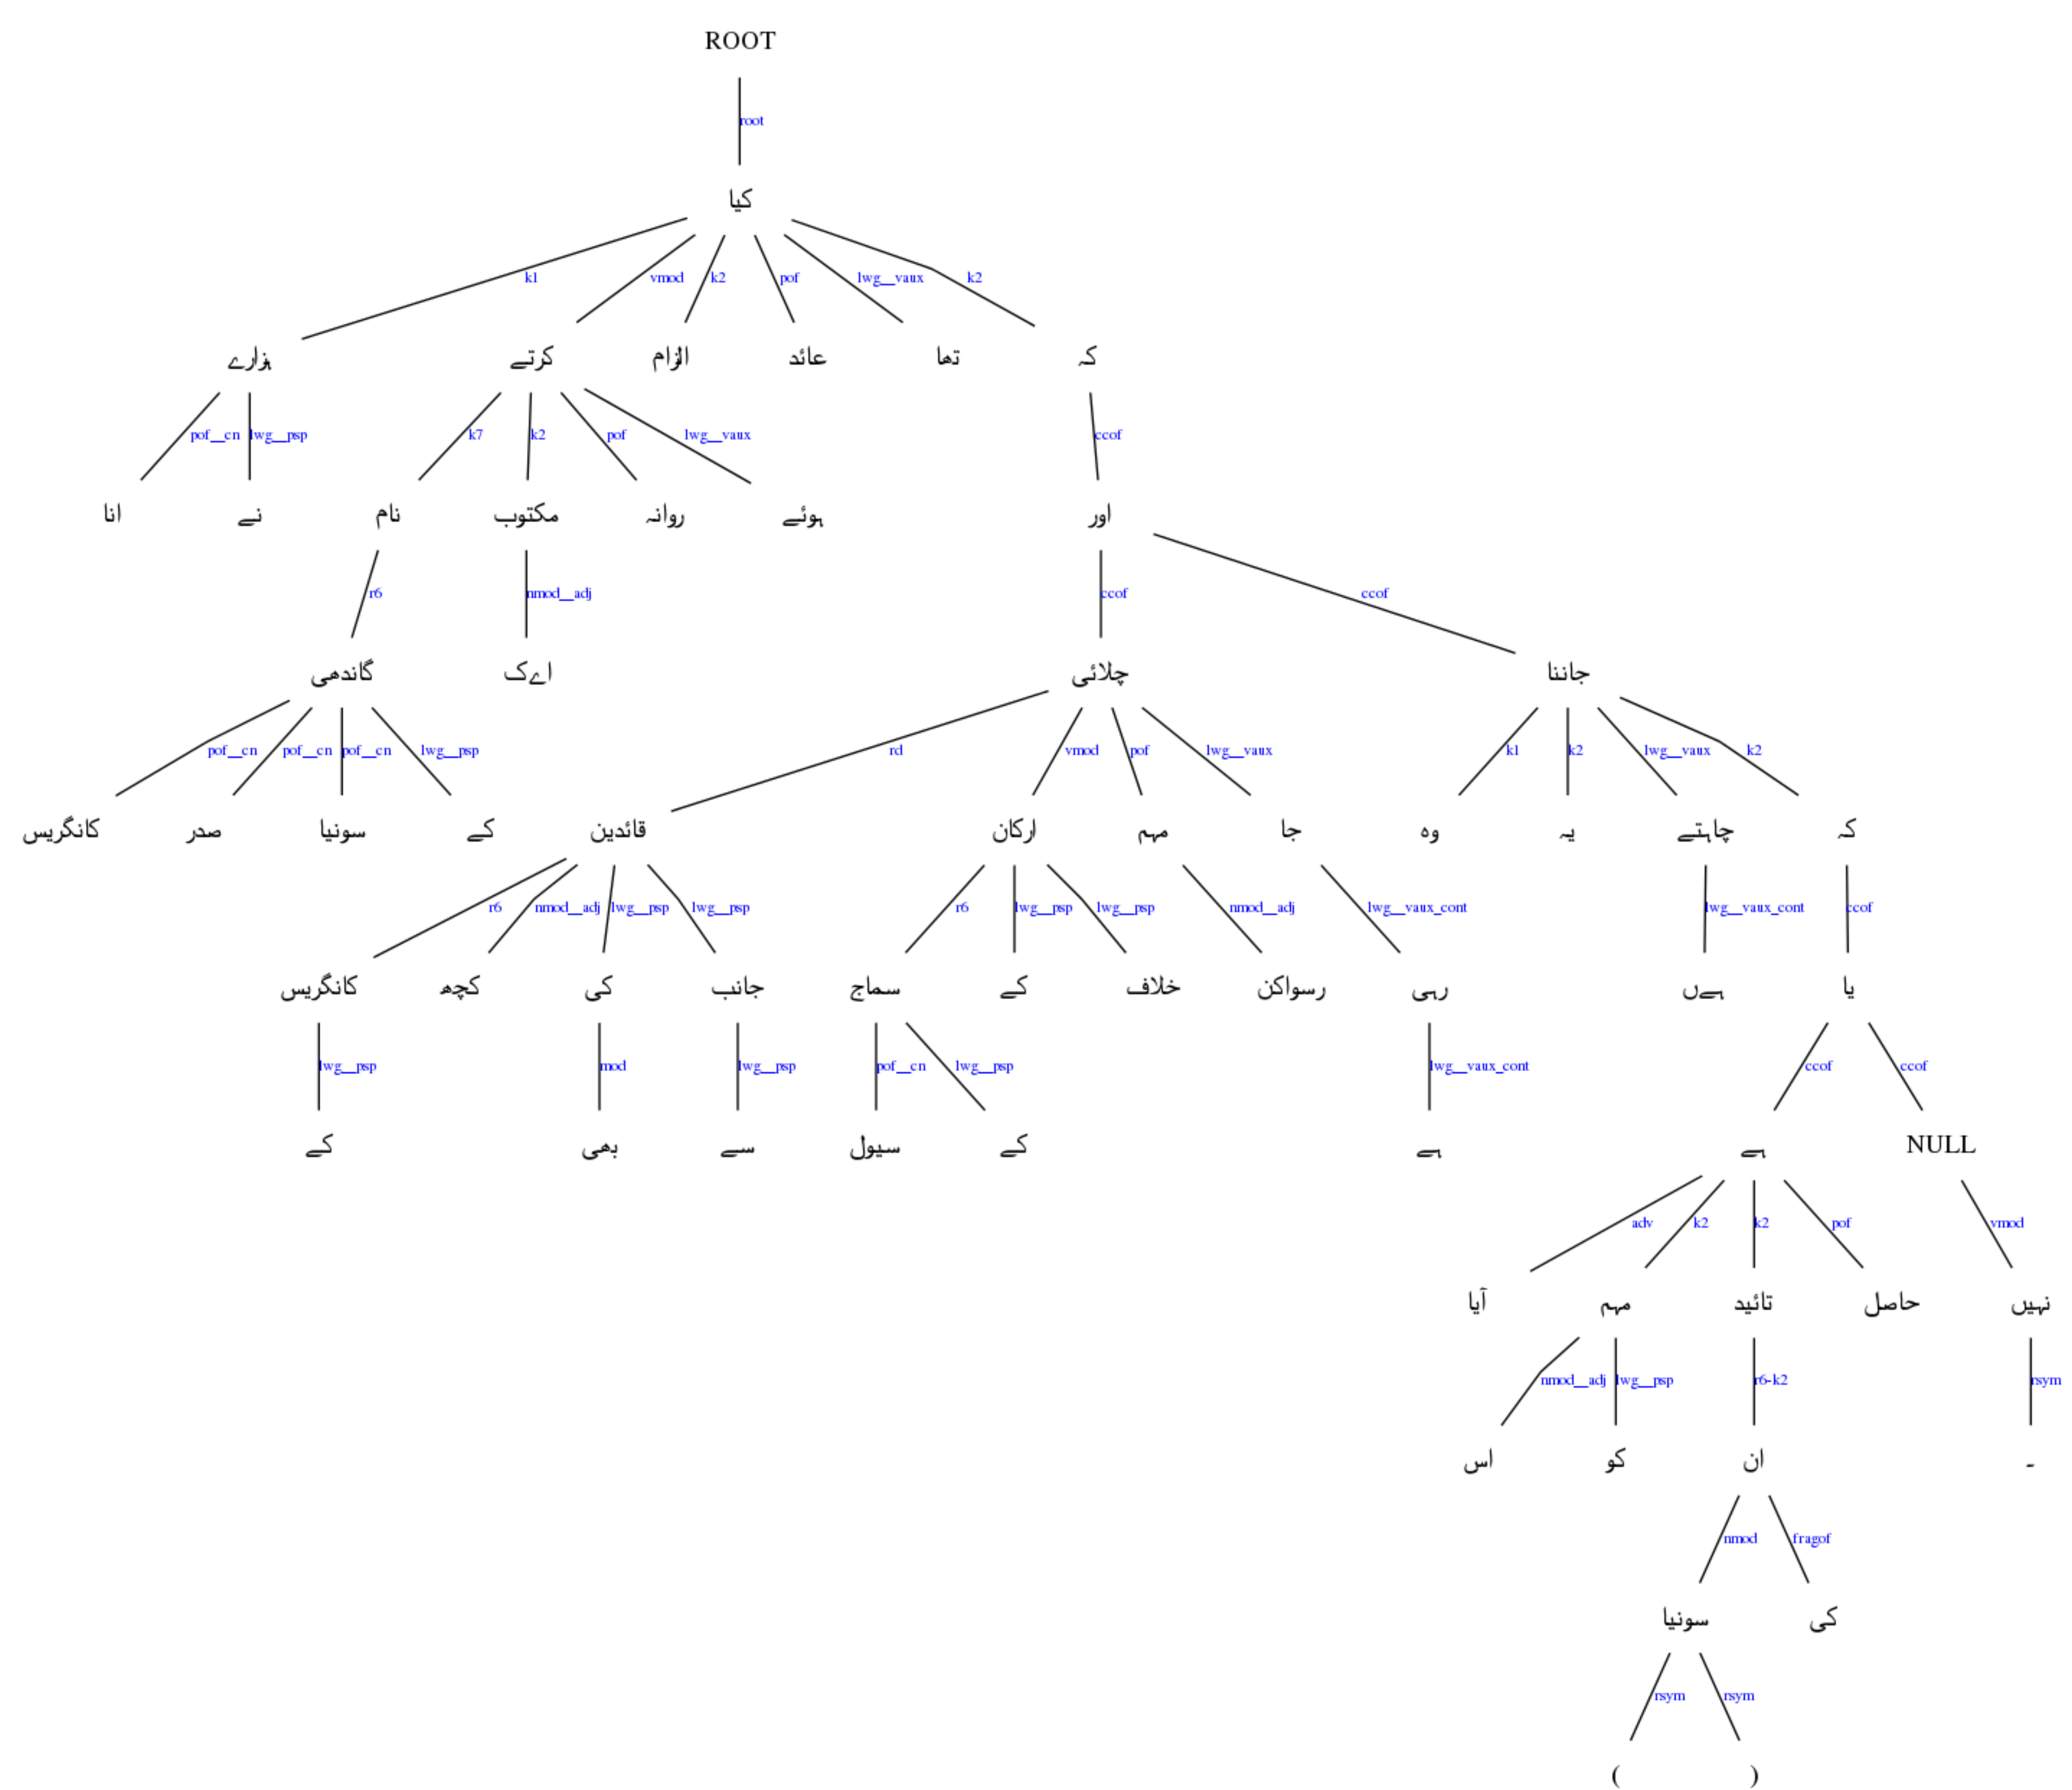 ROOT
root
کیا
k1 vmod k2 pof lwg__vaux k2
ہزارے کرتے الزام عائد تھا کہ
pof__cn lwg__psp k7 k2 pof lwg__vaux ccof
انا نے نام مکتوب روانہ ہوئے اور
r6 nmod__adj ccof ccof
گاندھی اےک چلائی جاننا
pof__cn pof__cn pof__cn lwg__psp rd vmod pof lwg__vaux k1 k2 lwg__vaux k2
کانگریس صدر سونیا کے قائدین ارکان مہم جا وہ یہ چاہتے کہ
r6 nmod__adj lwg__psp lwg__psp r6 lwg__psp lwg__psp nmod__adj lwg__vaux_cont lwg__vaux_cont ccof
کانگریس کچھ کی جانب سماج کے خلاف رسواکن رہی ہےں یا
lwg__psp mod lwg__psp pof__cn lwg__psp lwg__vaux_cont ccof ccof
کے بھی سے سیول کے ہے ہے NULL
adv k2 k2 pof vmod
آیا مہم تائید حاصل نہیں
nmod__adj lwg__psp r6-k2 rsym
اس کو ان ۔
nmod fragof
سونیا کی
rsym rsym
( )